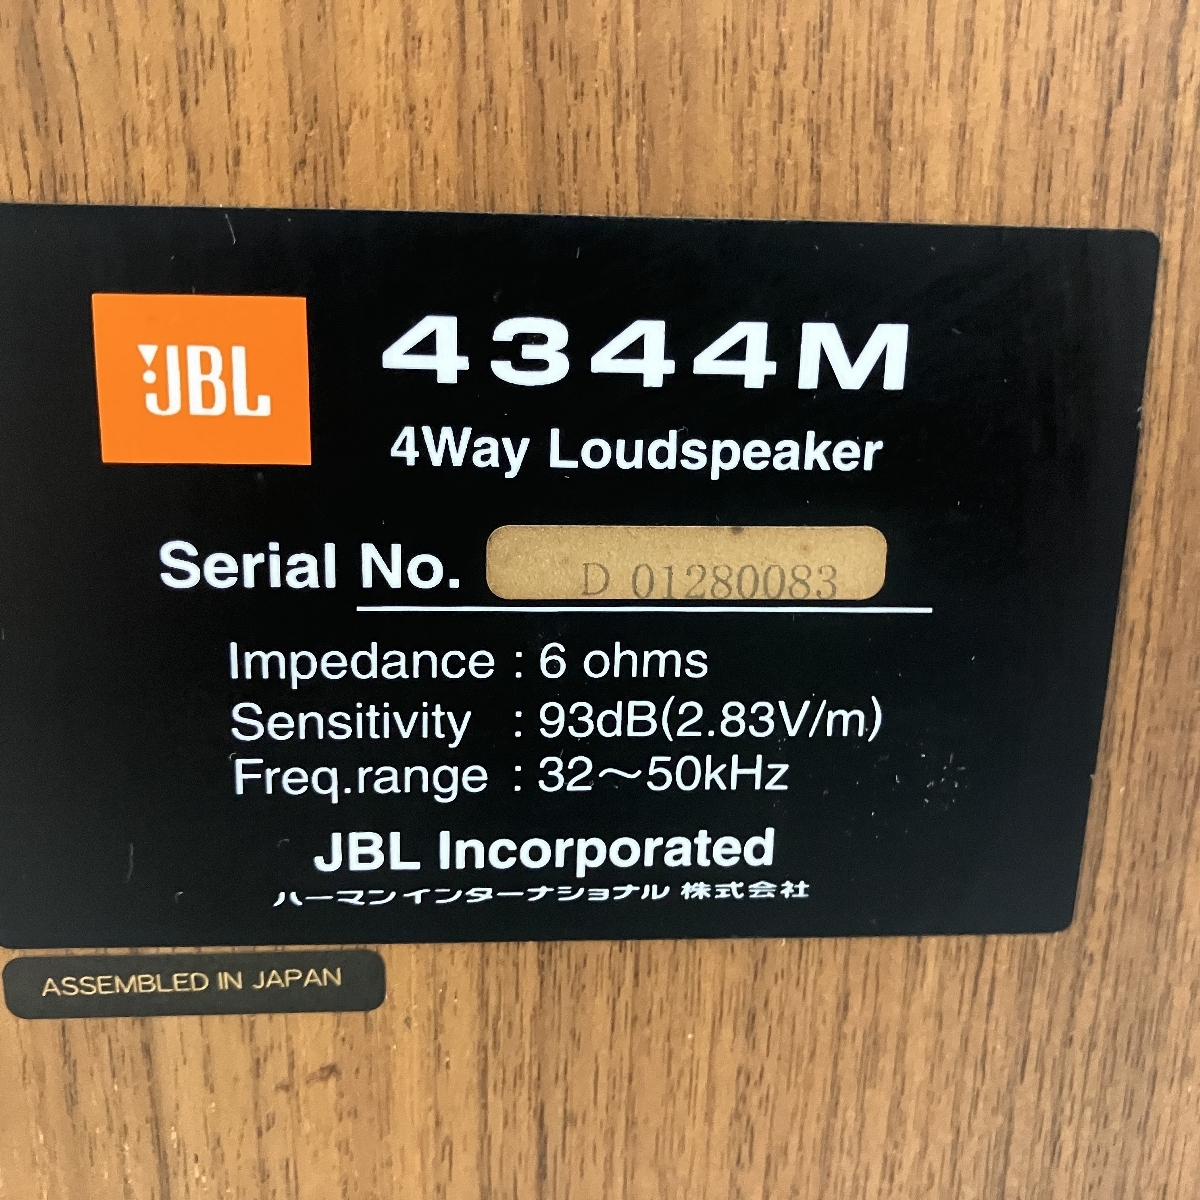 JBL
4344M
4Way Loudspeaker
Serial No. D 01280083
Impedance : 6 ohms
Sensitivity : 93dB(2.83V/m)
Freq.range : 32～50kHz
JBL Incorporated
ハーマンインターナショナル 株式会社
ASSEMBLED IN JAPAN